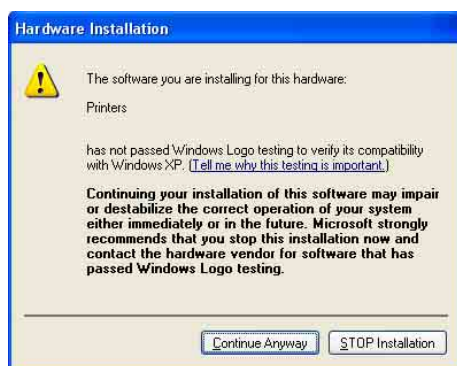 Hardware Installation
The software you are installing for this hardware:
Printers
has not passed Windows Logo testing to verify its compatibility
with Windows XP. (Tell me why this testing is important.)
Continuing your installation of this software may impair
or destabilize the correct operation of your system
either immediately or in the future. Microsoft strongly
recommends that you stop this installation now and
contact the hardware vendor for software that has
passed Windows Logo testing.
Continue Anyway STOP Installation